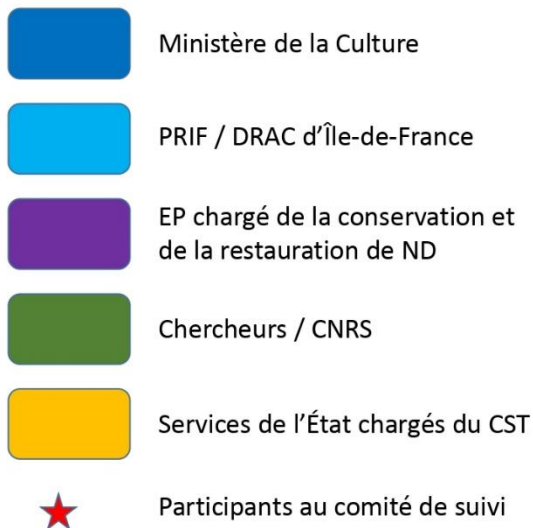 Ministère de la Culture
PRIF / DRAC d’Île-de-France
EP chargé de la conservation et
de la restauration de ND
Chercheurs / CNRS
Services de l’État chargés du CST
Participants au comité de suivi